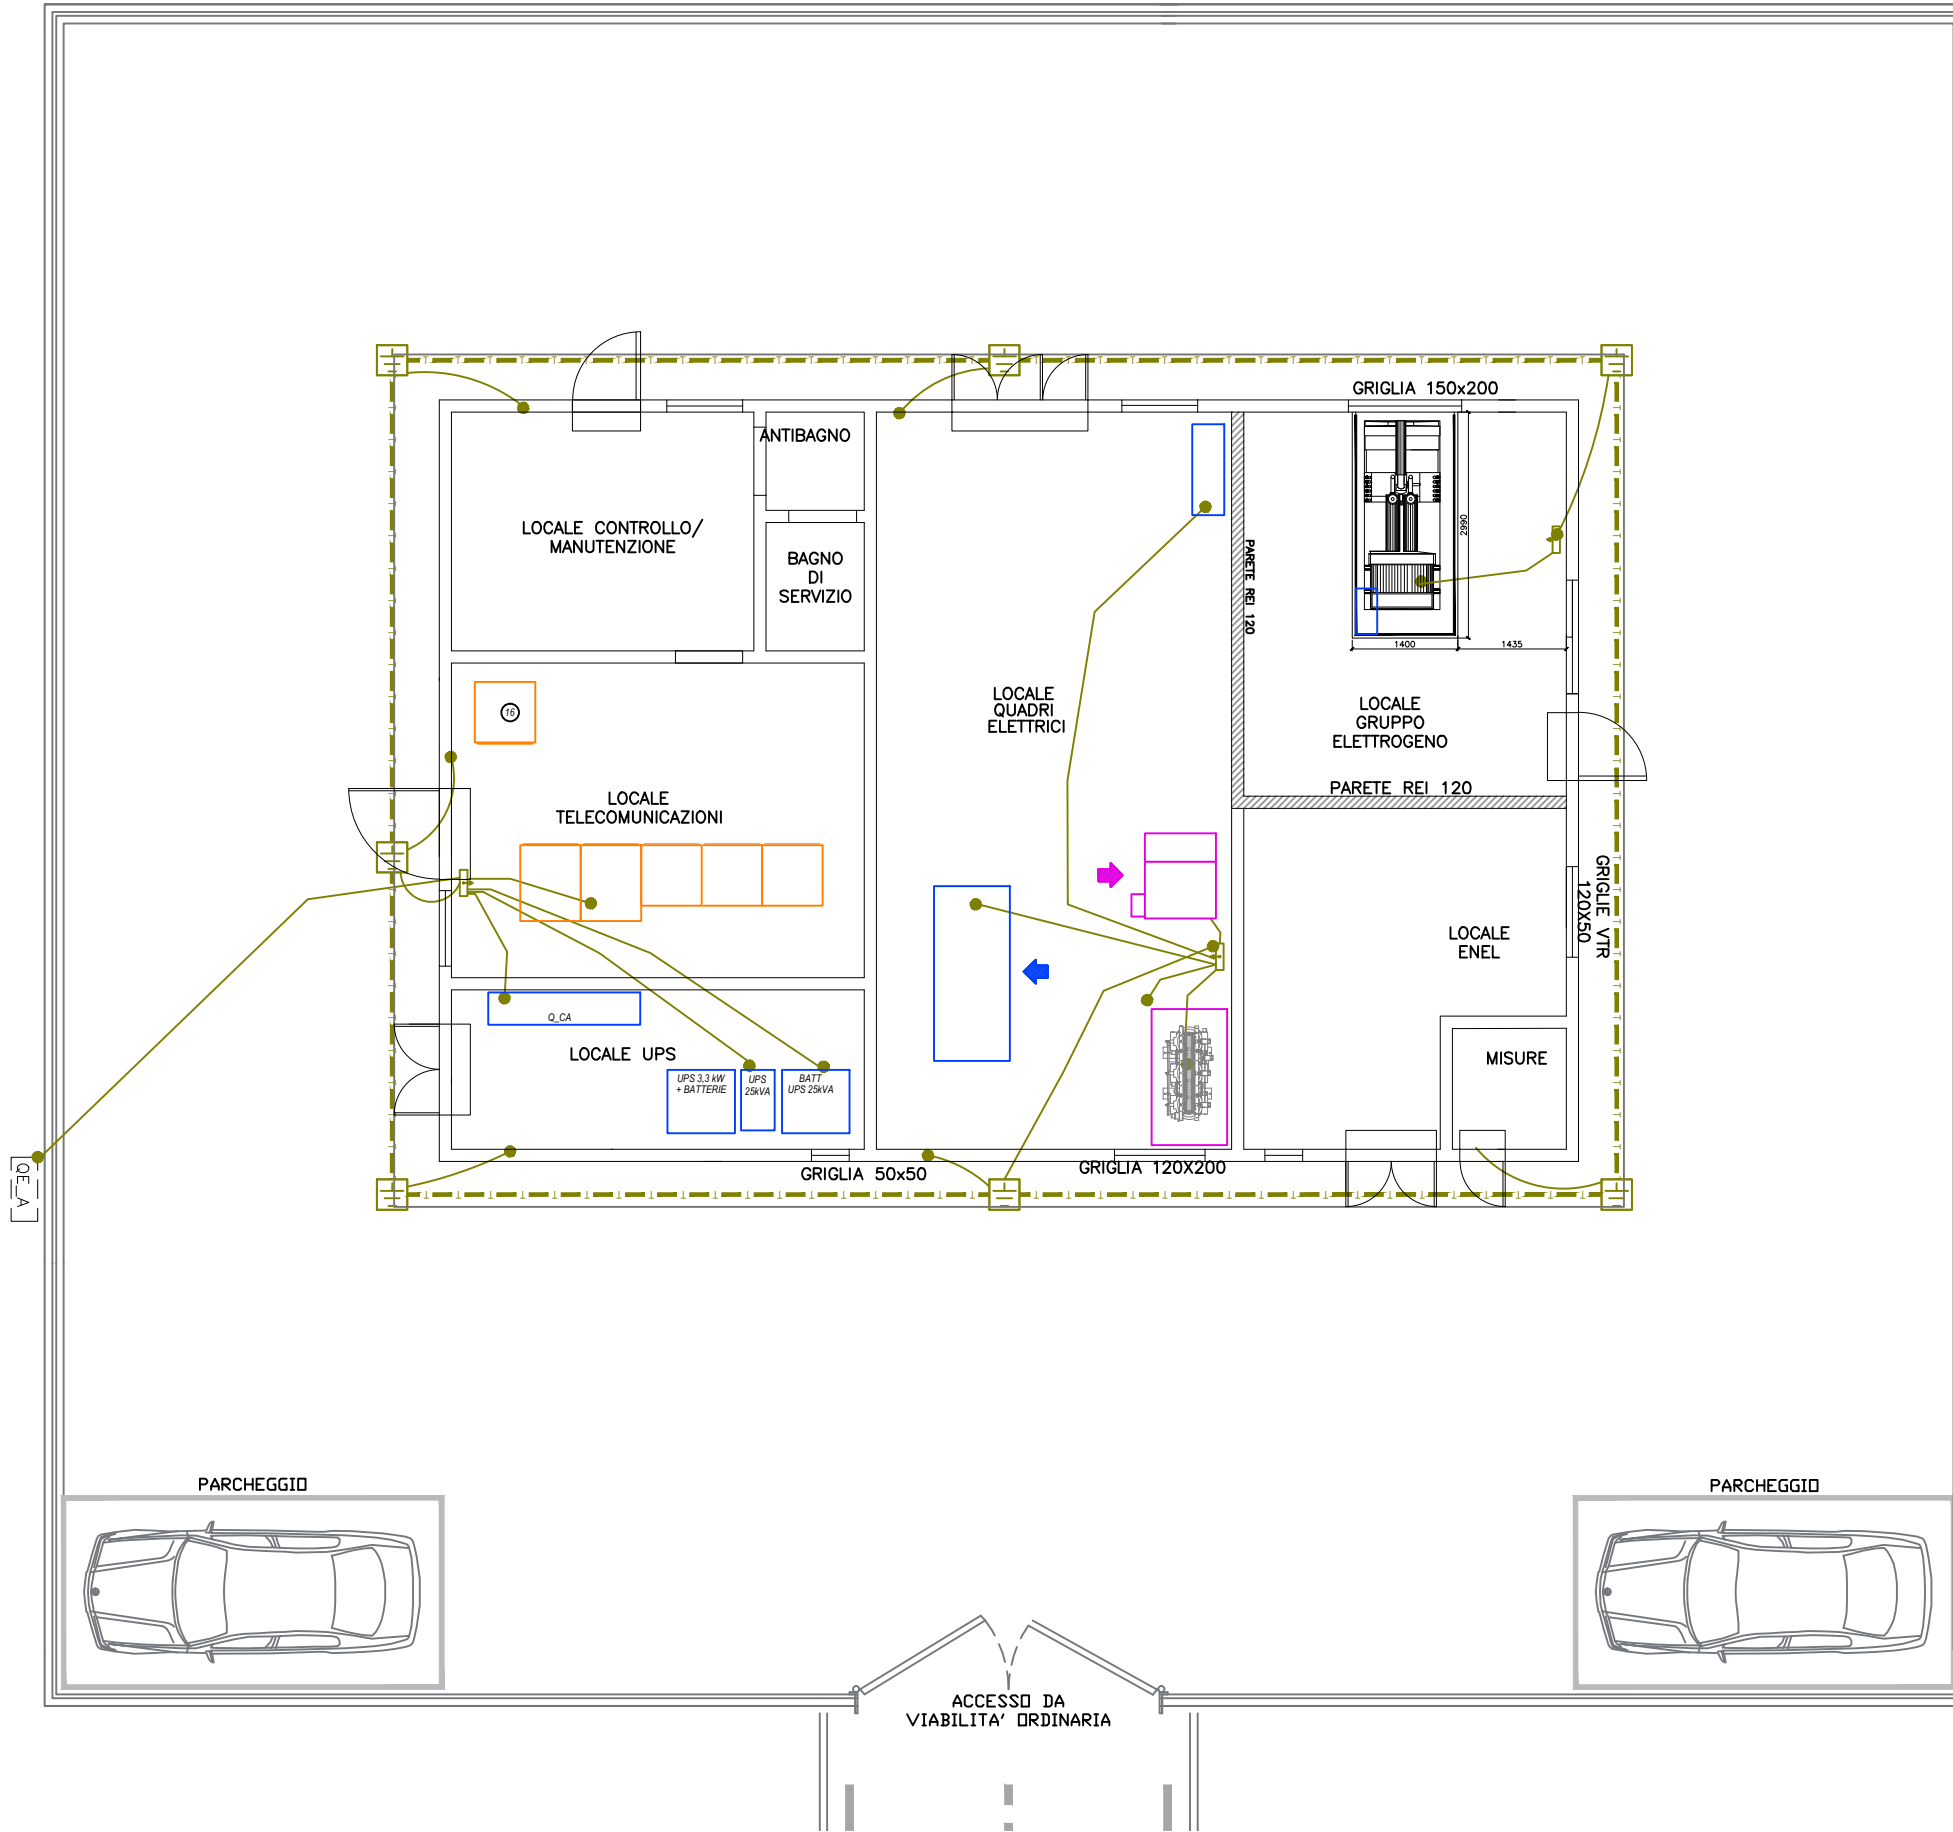 GRIGLIA 150x200
ANTIBAGNO
LOCALE CONTROLLO/
MANUTENZIONE
BAGNO
DI
SERVIZIO
PARETE REI 120
2990
1400
1435
LOCALE
QUADRI
ELETTRICI
LOCALE
GRUPPO
ELETTROGENO
16
LOCALE
TELECOMUNICAZIONI
PARETE REI 120
GRIGLIE VTR
120X50
LOCALE
ENEL
Q_CA
LOCALE UPS
MISURE
UPS 3,3 kW
+ BATTERIE
UPS
25kVA
BATT
UPS 25kVA
GRIGLIA 50x50
GRIGLIA 120X200
QE_A
PARCHEGGIO
PARCHEGGIO
ACCESSO DA
VIABILITA' ORDINARIA